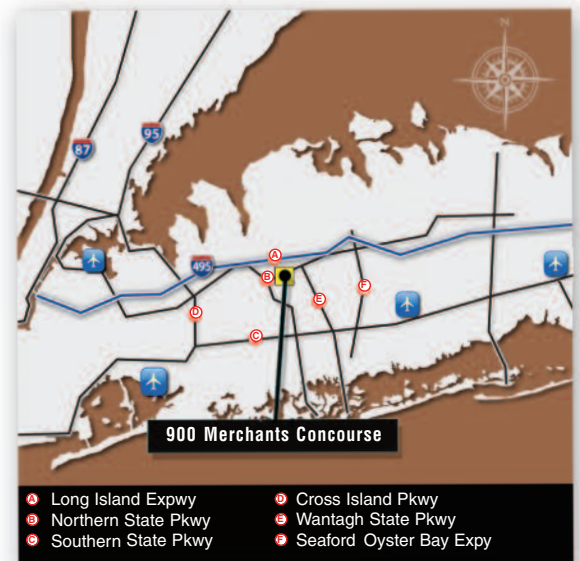 N
95
87
495
A
B
F
E
D
C
900 Merchants Concourse
A Long Island Expwy
B Northern State Pkwy
C Southern State Pkwy
D Cross Island Pkwy
E Wantagh State Pkwy
F Seaford Oyster Bay Expy